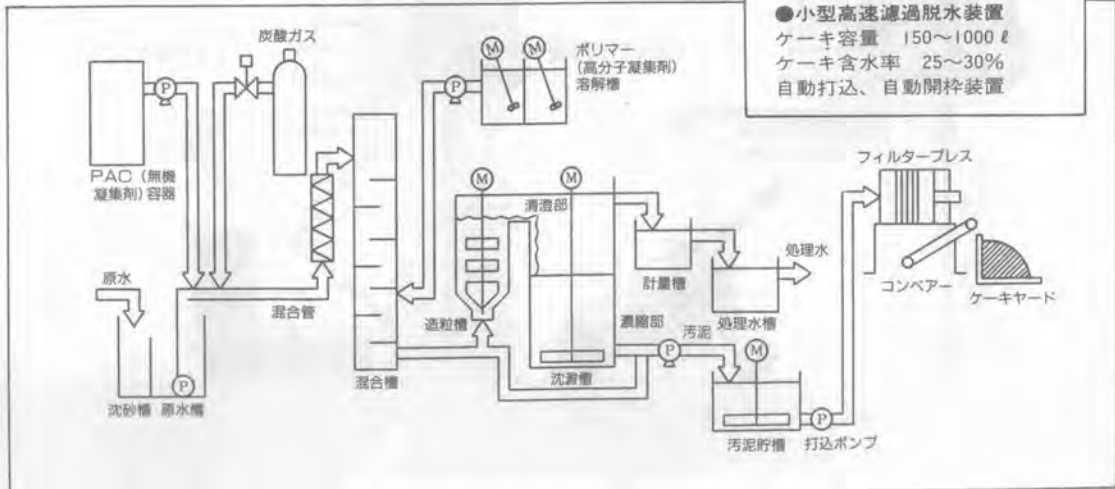 ●小型高速濾過脱水装置
ケーキ容量 150〜1000ℓ
ケーキ含水率 25〜30%
自動打込、自動開枠装置
炭酸ガス
PAC(無機
凝集剤)容器
P
M
M
ポリマー
(高分子凝集剤)
溶解槽
P
フィルタープレス
原水
混合管
沈砂槽
原水槽
P
混合槽
造粒槽
M
M
清澄部
濃縮部
沈澱槽
計量槽
処理水
処理水槽
汚泥
P
M
汚泥貯槽
P
打込ポンプ
コンベアー
ケーキヤード